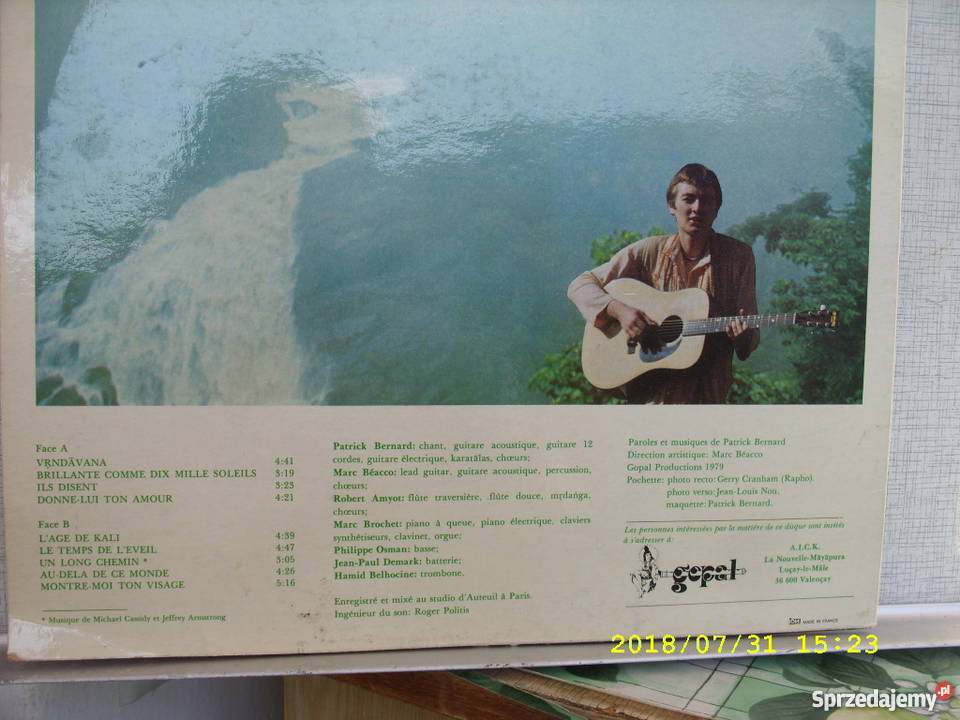 Face A
VRNDĀVANA 4:41
BRILLANTE COMME DIX MILLE SOLEILS 3:19
ILS DISENT 3:23
DONNE-LUI TON AMOUR 4:21
Face B
L'AGE DE KALI 4:39
LE TEMPS DE L'EVEIL 4:47
UN LONG CHEMIN * 3:05
AU-DELA DE CE MONDE 4:26
MONTRE-MOI TON VISAGE 5:16
* Musique de Michael Cassidy et Jeffrey Armstrong
Patrick Bernard: chant, guitare acoustique, guitare 12
cordes, guitare électrique, karatālas, chœurs;
Marc Béacco: lead guitar, guitare acoustique, percussion,
chœurs;
Robert Amyot: flûte traversière, flûte douce, mṛdaṅga,
chœurs;
Marc Brochet: piano à queue, piano électrique, claviers
synthétiseurs, clavinet, orgue;
Philippe Osman: basse;
Jean-Paul Demark: batterie;
Hamid Belhocine: trombone.
Enregistré et mixé au studio d'Auteuil à Paris.
Ingénieur du son: Roger Politis
Paroles et musiques de Patrick Bernard
Direction artistique: Marc Béacco
Gopal Productions 1979
Pochette: photo recto: Gerry Cranham (Rapho).
photo verso: Jean-Louis Nou.
maquette: Patrick Bernard.
Les personnes intéressées par la matière de ce disque sont invités
à s'adresser à:
gopal
A.I.C.K.
La Nouvelle-Māyāpura
Luçay-le-Mâle
36 600 Valençay
MADE IN FRANCE
2018/07/31 15:23
Sprzedajemy.pl